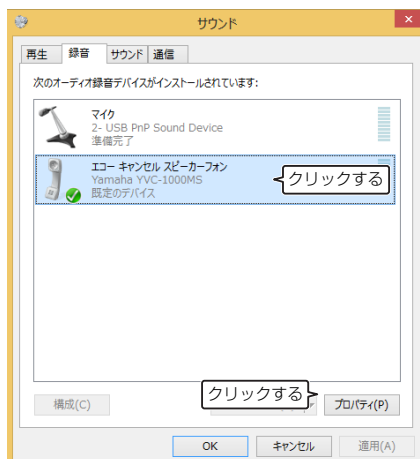 サウンド
再生
録音
サウンド
通信
次のオーディオ録音デバイスがインストールされています:
マイク
2- USB PnP Sound Device
準備完了
エコー キャンセル スピーカーフォン
Yamaha YVC-1000MS
既定のデバイス
クリックする
クリックする
構成(C)
プロパティ(P)
OK
キャンセル
適用(A)